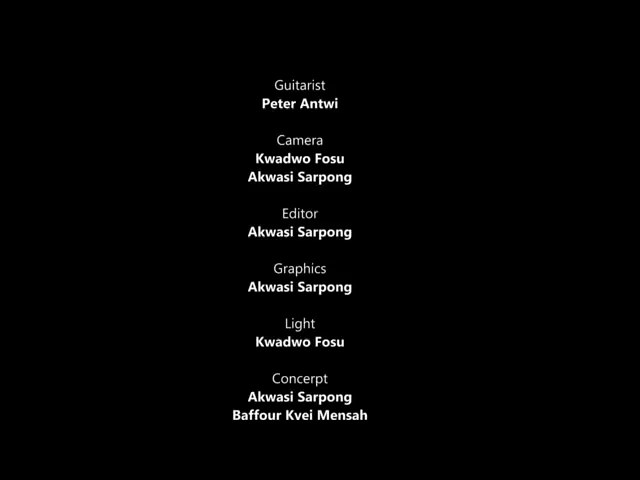 Guitarist
Peter Antwi
Camera
Kwadwo Fosu
Akwasi Sarpong
Editor
Akwasi Sarpong
Graphics
Akwasi Sarpong
Light
Kwadwo Fosu
Concerpt
Akwasi Sarpong
Baffour Kvei Mensah